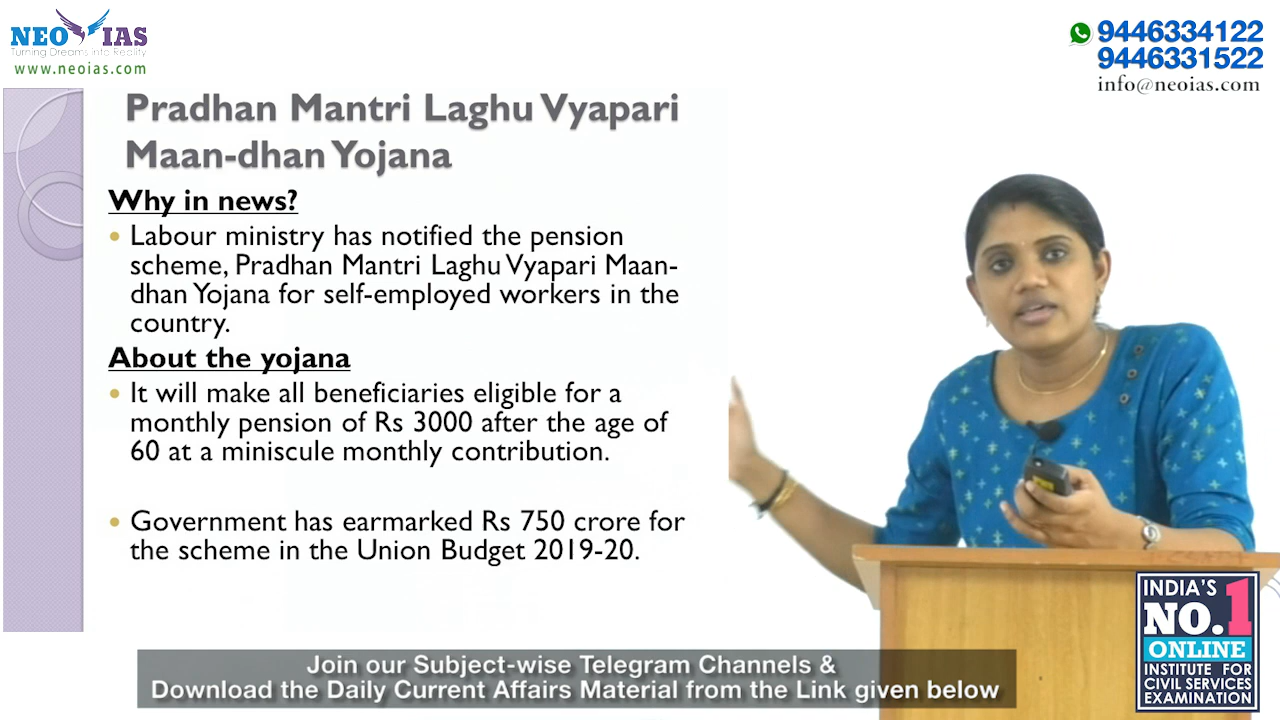 NEO IAS
Turning Dreams into Reality
www.neoias.com
9446334122
9446331522
info@neoias.com
Pradhan Mantri Laghu Vyapari
Maan-dhan Yojana
Why in news?
Labour ministry has notified the pension
scheme, Pradhan Mantri Laghu Vyapari Maan-
dhan Yojana for self-employed workers in the
country.
About the yojana
It will make all beneficiaries eligible for a
monthly pension of Rs 3000 after the age of
60 at a miniscule monthly contribution.
Government has earmarked Rs 750 crore for
the scheme in the Union Budget 2019-20.
INDIA'S
NO.1
ONLINE
INSTITUTE FOR
CIVIL SERVICES
EXAMINATION
Join our Subject-wise Telegram Channels &
Download the Daily Current Affairs Material from the Link given below